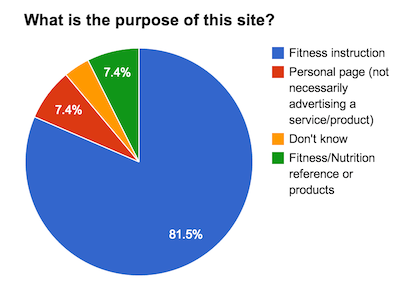 What is the purpose of this site?
7.4%
7.4%
81.5%
Fitness instruction
Personal page (not
necessarily
advertising a
service/product)
Don't know
Fitness/Nutrition
reference or
products